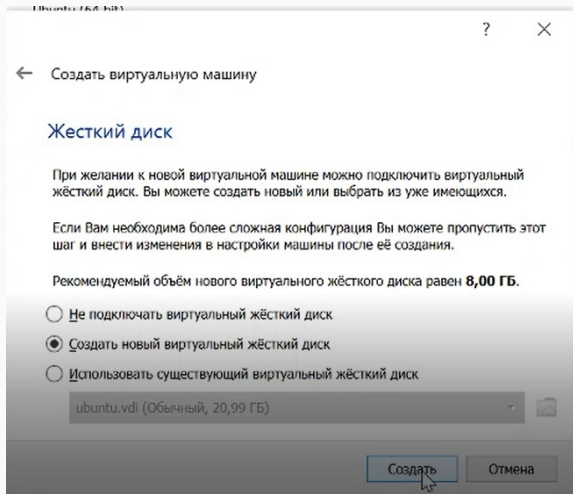 Ubuntu (64-bit)
?
Создать виртуальную машину
Жесткий диск
При желании к новой виртуальной машине можно подключить виртуальный
жёсткий диск. Вы можете создать новый или выбрать из уже имеющихся.
Если Вам необходима более сложная конфигурация Вы можете пропустить этот
шаг и внести изменения в настройки машины после её создания.
Рекомендуемый объём нового виртуального жёсткого диска равен 8,00 ГБ.
Не подключать виртуальный жёсткий диск
Создать новый виртуальный жёсткий диск
Использовать существующий виртуальный жёсткий диск
ubuntu.vdi (Обычный, 20,99 ГБ)
Создать Отмена